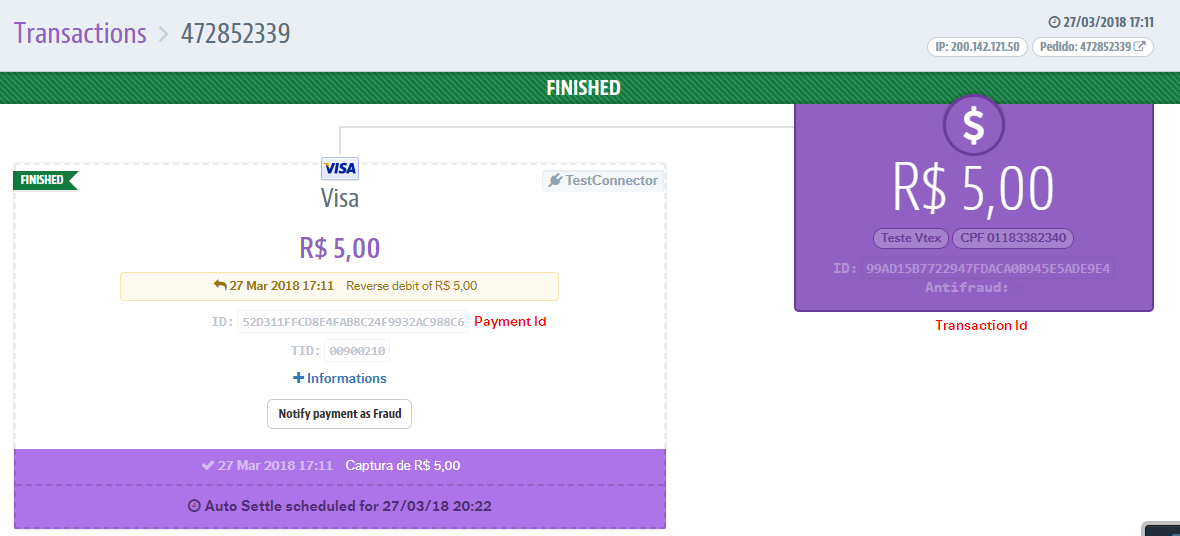 Transactions > 472852339
27/03/2018 17:11
IP: 200.142.121.50 Pedido: 472852339
FINISHED
FINISHED
VISA
TestConnector
Visa
R$ 5,00
27 Mar 2018 17:11 Reverse debit of R$ 5,00
ID: 52D311FFCD8E4FAB8C24F9932AC988C6 Payment Id
TID: 00900210
+ Informations
Notify payment as Fraud
27 Mar 2018 17:11 Captura de R$ 5,00
Auto Settle scheduled for 27/03/18 20:22
$
R$ 5,00
Teste Vtex CPF 01183382340
ID: 99AD15B7722947FDACA0B945E5ADE9E4
Antifraud:
Transaction Id